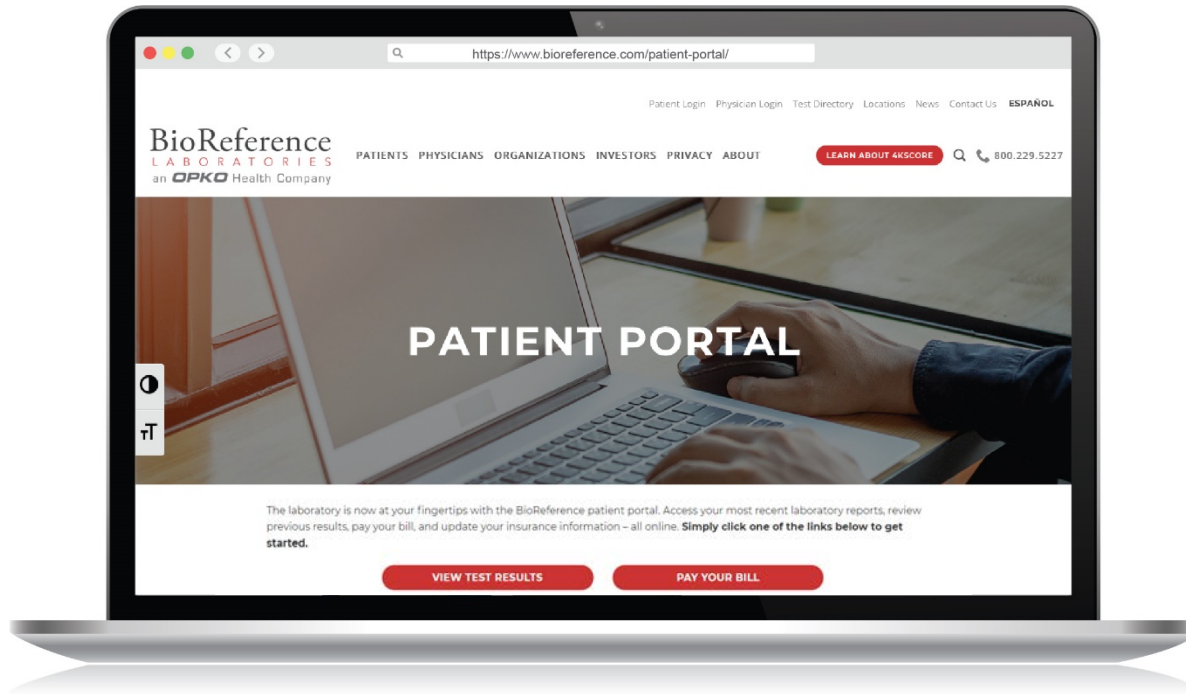 https://www.bioreference.com/patient-portal/
Patient Login Physician Login Test Directory Locations News Contact Us ESPAÑOL
BioReference
LABORATORIES
an OPKO Health Company
PATIENTS PHYSICIANS ORGANIZATIONS INVESTORS PRIVACY ABOUT
LEARN ABOUT 4KSCORE
800.229.5227
PATIENT PORTAL
TT
The laboratory is now at your fingertips with the BioReference patient portal. Access your most recent laboratory reports, review
previous results, pay your bill, and update your insurance information – all online. Simply click one of the links below to get
started.
VIEW TEST RESULTS
PAY YOUR BILL